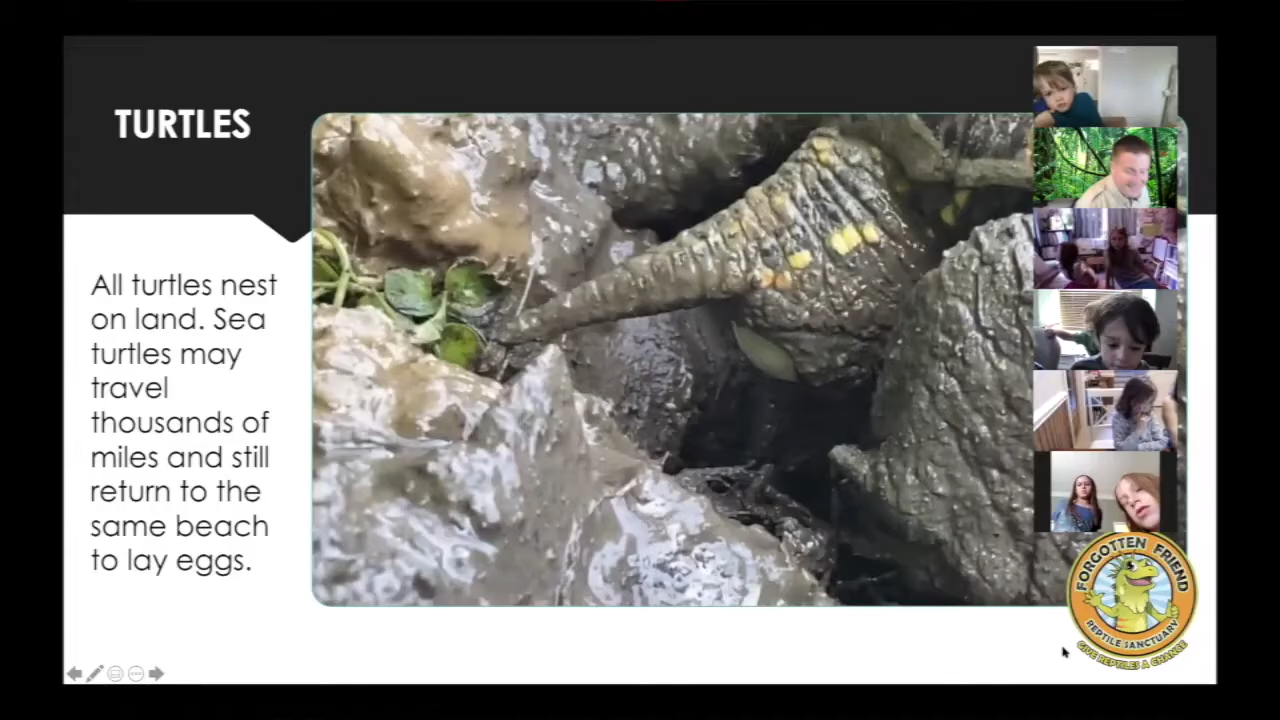 TURTLES
All turtles nest
on land. Sea
turtles may
travel
thousands of
miles and still
return to the
same beach
to lay eggs.
FORGOTTEN FRIEND
REPTILE SANCTUARY
GIVE REPTILES A CHANCE